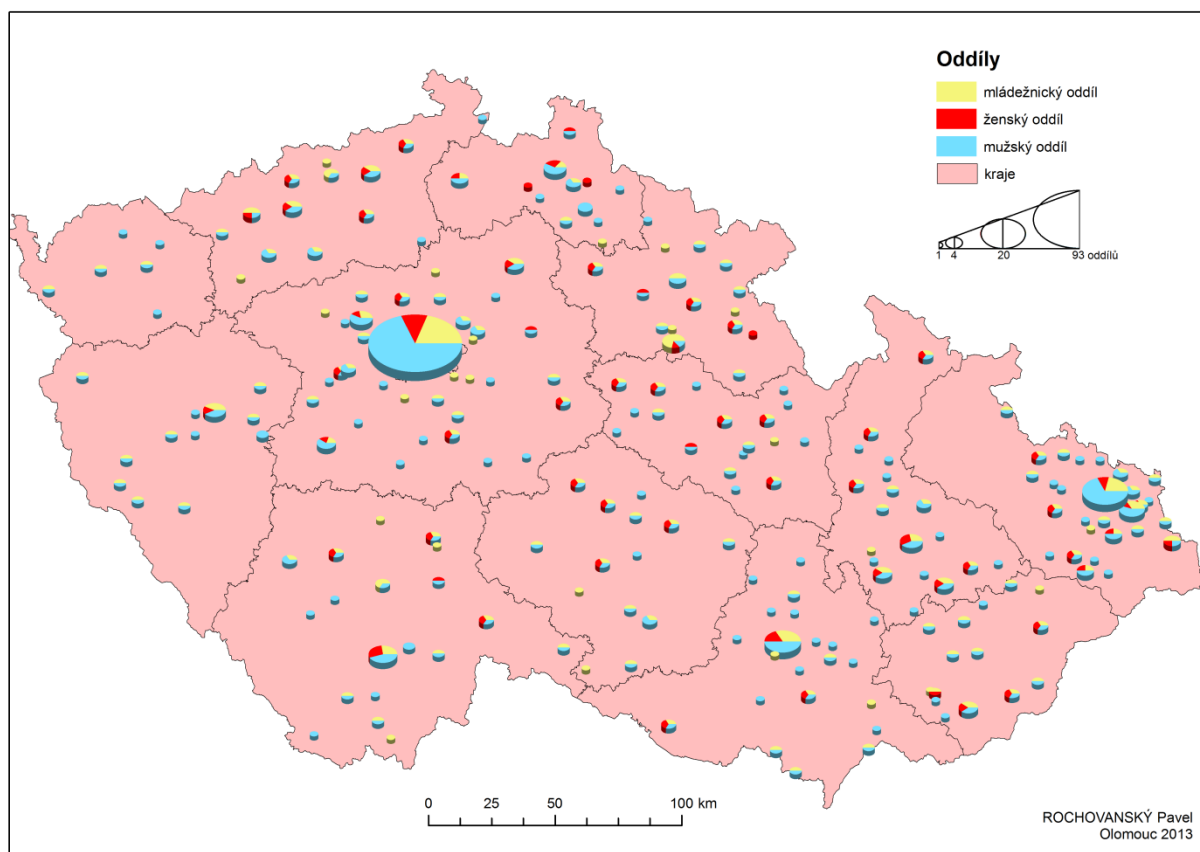 Oddíly
mládežnický oddíl
ženský oddíl
mužský oddíl
kraje
1 4 20 93 oddílů
0 25 50 100 km
ROCHOVANSKÝ Pavel
Olomouc 2013